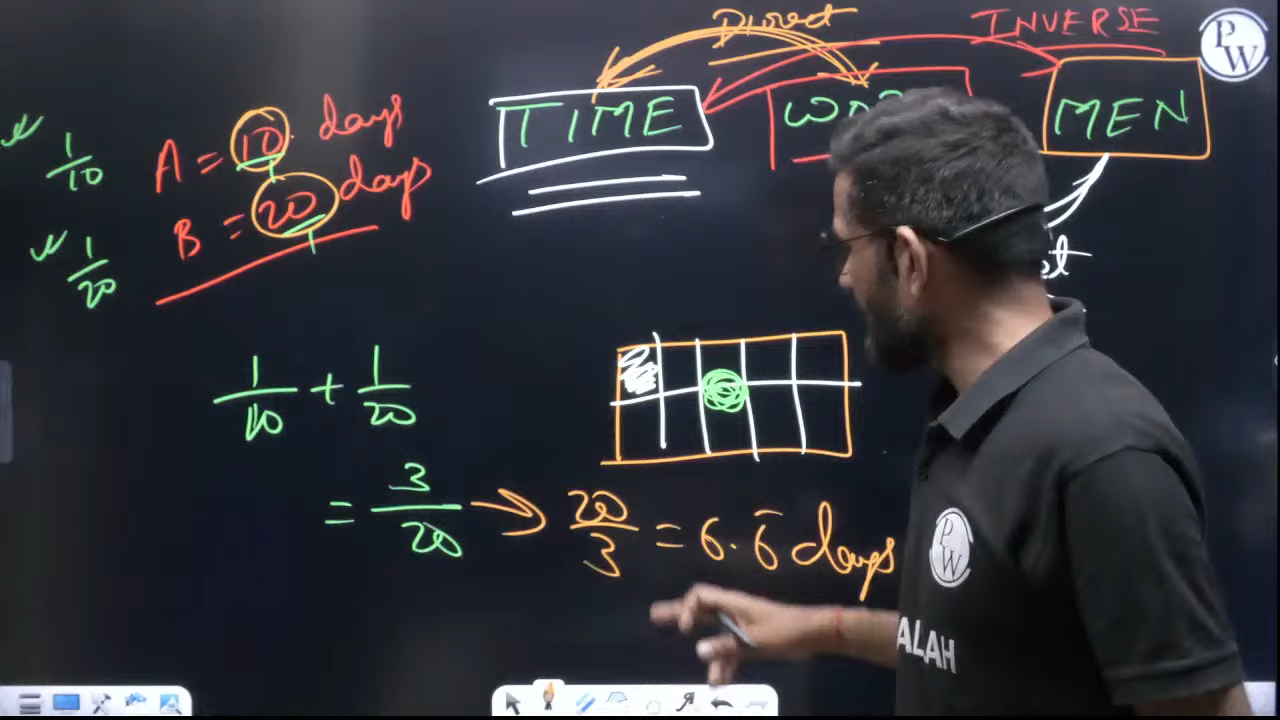 Direct
INVERSE
PW
TIME
MEN
1/10
A = 10 days
1/20
B = 20 days
1/10 + 1/20
= 3/20 → 20/3 = 6.6̅ days
PW
ALAH